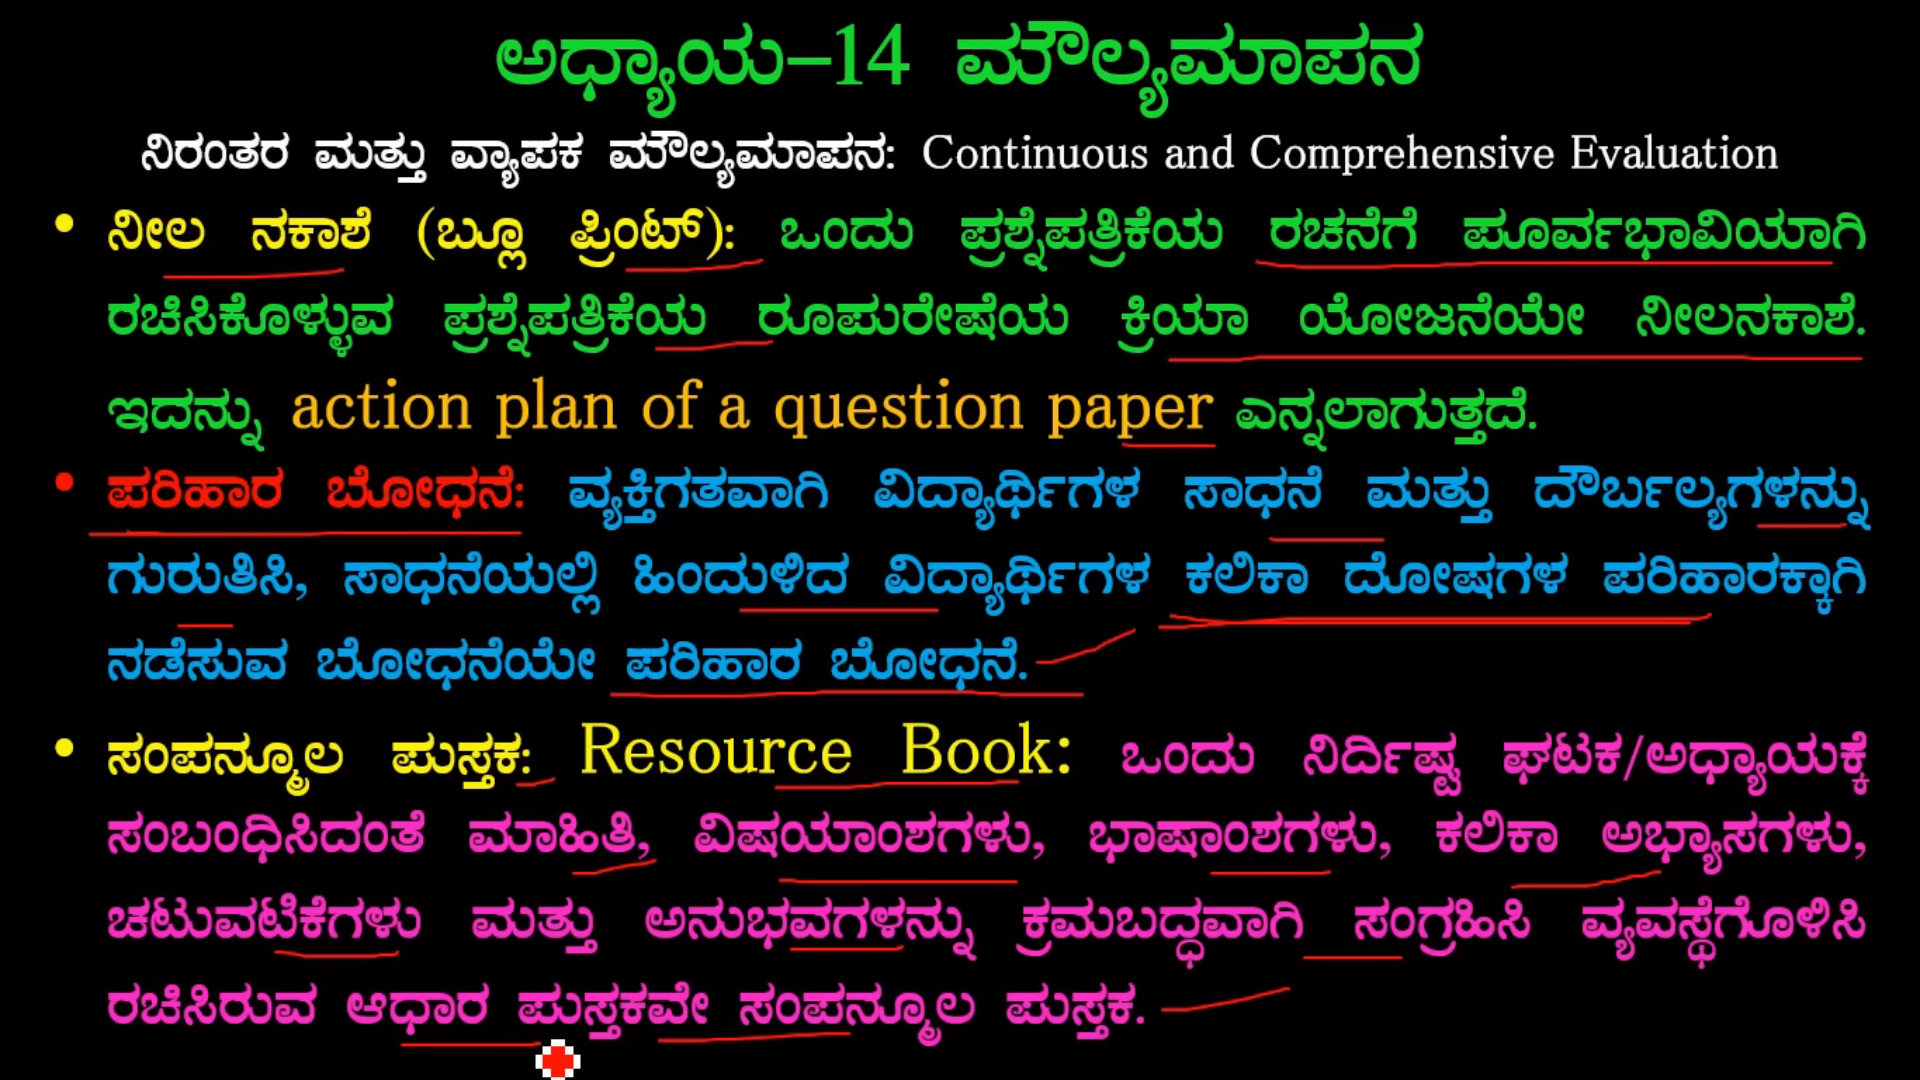 ಅಧ್ಯಾಯ–14 ಮೌಲ್ಯಮಾಪನ
ನಿರಂತರ ಮತ್ತು ವ್ಯಾಪಕ ಮೌಲ್ಯಮಾಪನ: Continuous and Comprehensive Evaluation
• ನೀಲ ನಕಾಶೆ (ಬ್ಲೂ ಪ್ರಿಂಟ್): ಒಂದು ಪ್ರಶ್ನೆಪತ್ರಿಕೆಯ ರಚನೆಗೆ ಪೂರ್ವಭಾವಿಯಾಗಿ
ರಚಿಸಿಕೊಳ್ಳುವ ಪ್ರಶ್ನೆಪತ್ರಿಕೆಯ ರೂಪುರೇಷೆಯ ಕ್ರಿಯಾ ಯೋಜನೆಯೇ ನೀಲನಕಾಶೆ.
ಇದನ್ನು action plan of a question paper ಎನ್ನಲಾಗುತ್ತದೆ.
• ಪರಿಹಾರ ಬೋಧನೆ: ವ್ಯಕ್ತಿಗತವಾಗಿ ವಿದ್ಯಾರ್ಥಿಗಳ ಸಾಧನೆ ಮತ್ತು ದೌರ್ಬಲ್ಯಗಳನ್ನು
ಗುರುತಿಸಿ, ಸಾಧನೆಯಲ್ಲಿ ಹಿಂದುಳಿದ ವಿದ್ಯಾರ್ಥಿಗಳ ಕಲಿಕಾ ದೋಷಗಳ ಪರಿಹಾರಕ್ಕಾಗಿ
ನಡೆಸುವ ಬೋಧನೆಯೇ ಪರಿಹಾರ ಬೋಧನೆ.
• ಸಂಪನ್ಮೂಲ ಪುಸ್ತಕ: Resource Book: ಒಂದು ನಿರ್ದಿಷ್ಟ ಘಟಕ/ಅಧ್ಯಾಯಕ್ಕೆ
ಸಂಬಂಧಿಸಿದಂತೆ ಮಾಹಿತಿ, ವಿಷಯಾಂಶಗಳು, ಭಾಷಾಂಶಗಳು, ಕಲಿಕಾ ಅಭ್ಯಾಸಗಳು,
ಚಟುವಟಿಕೆಗಳು ಮತ್ತು ಅನುಭವಗಳನ್ನು ಕ್ರಮಬದ್ಧವಾಗಿ ಸಂಗ್ರಹಿಸಿ ವ್ಯವಸ್ಥೆಗೊಳಿಸಿ
ರಚಿಸಿರುವ ಆಧಾರ ಪುಸ್ತಕವೇ ಸಂಪನ್ಮೂಲ ಪುಸ್ತಕ.